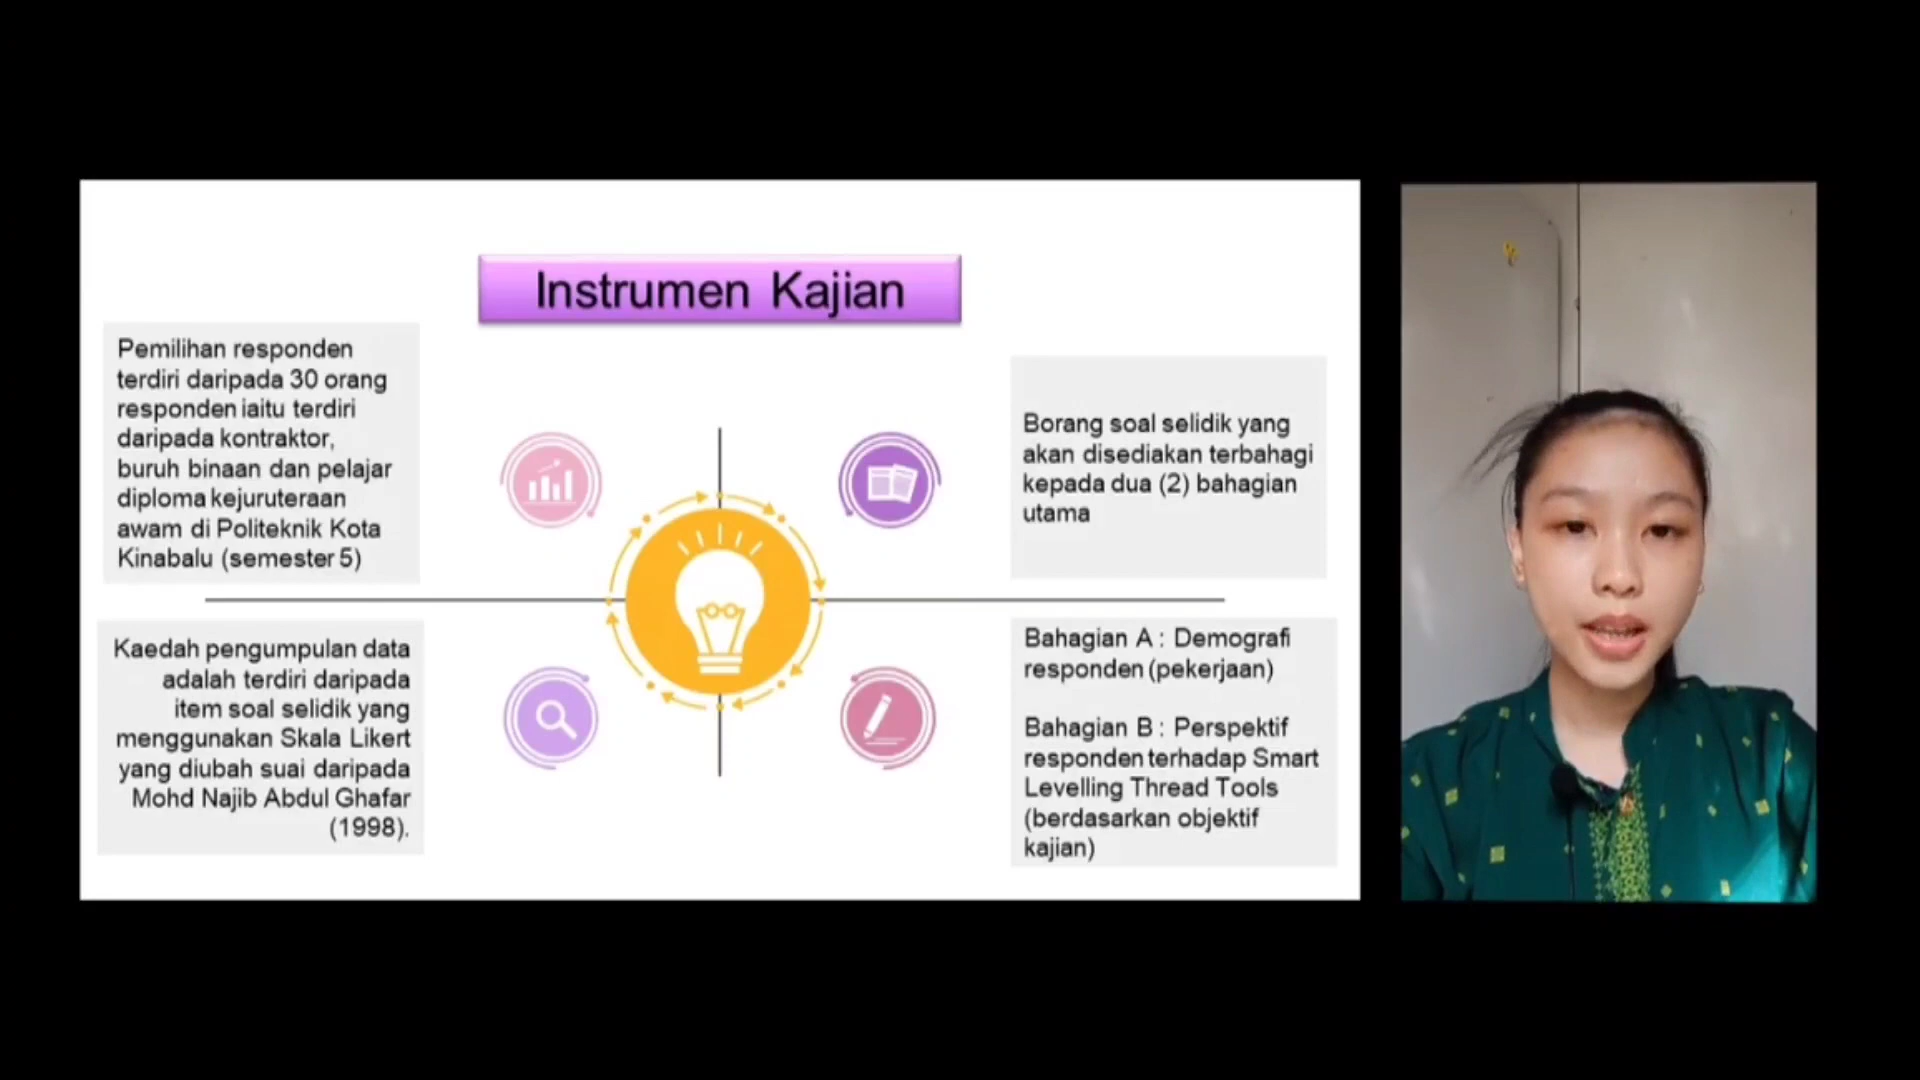 Instrumen Kajian
Pemilihan responden
terdiri daripada 30 orang
responden iaitu terdiri
daripada kontraktor,
buruh binaan dan pelajar
diploma kejuruteraan
awam di Politeknik Kota
Kinabalu (semester 5)
Borang soal selidik yang
akan disediakan terbahagi
kepada dua (2) bahagian
utama
Kaedah pengumpulan data
adalah terdiri daripada
item soal selidik yang
menggunakan Skala Likert
yang diubah suai daripada
Mohd Najib Abdul Ghafar
(1998).
Bahagian A : Demografi
responden (pekerjaan)
Bahagian B : Perspektif
responden terhadap Smart
Levelling Thread Tools
(berdasarkan objektif
kajian)